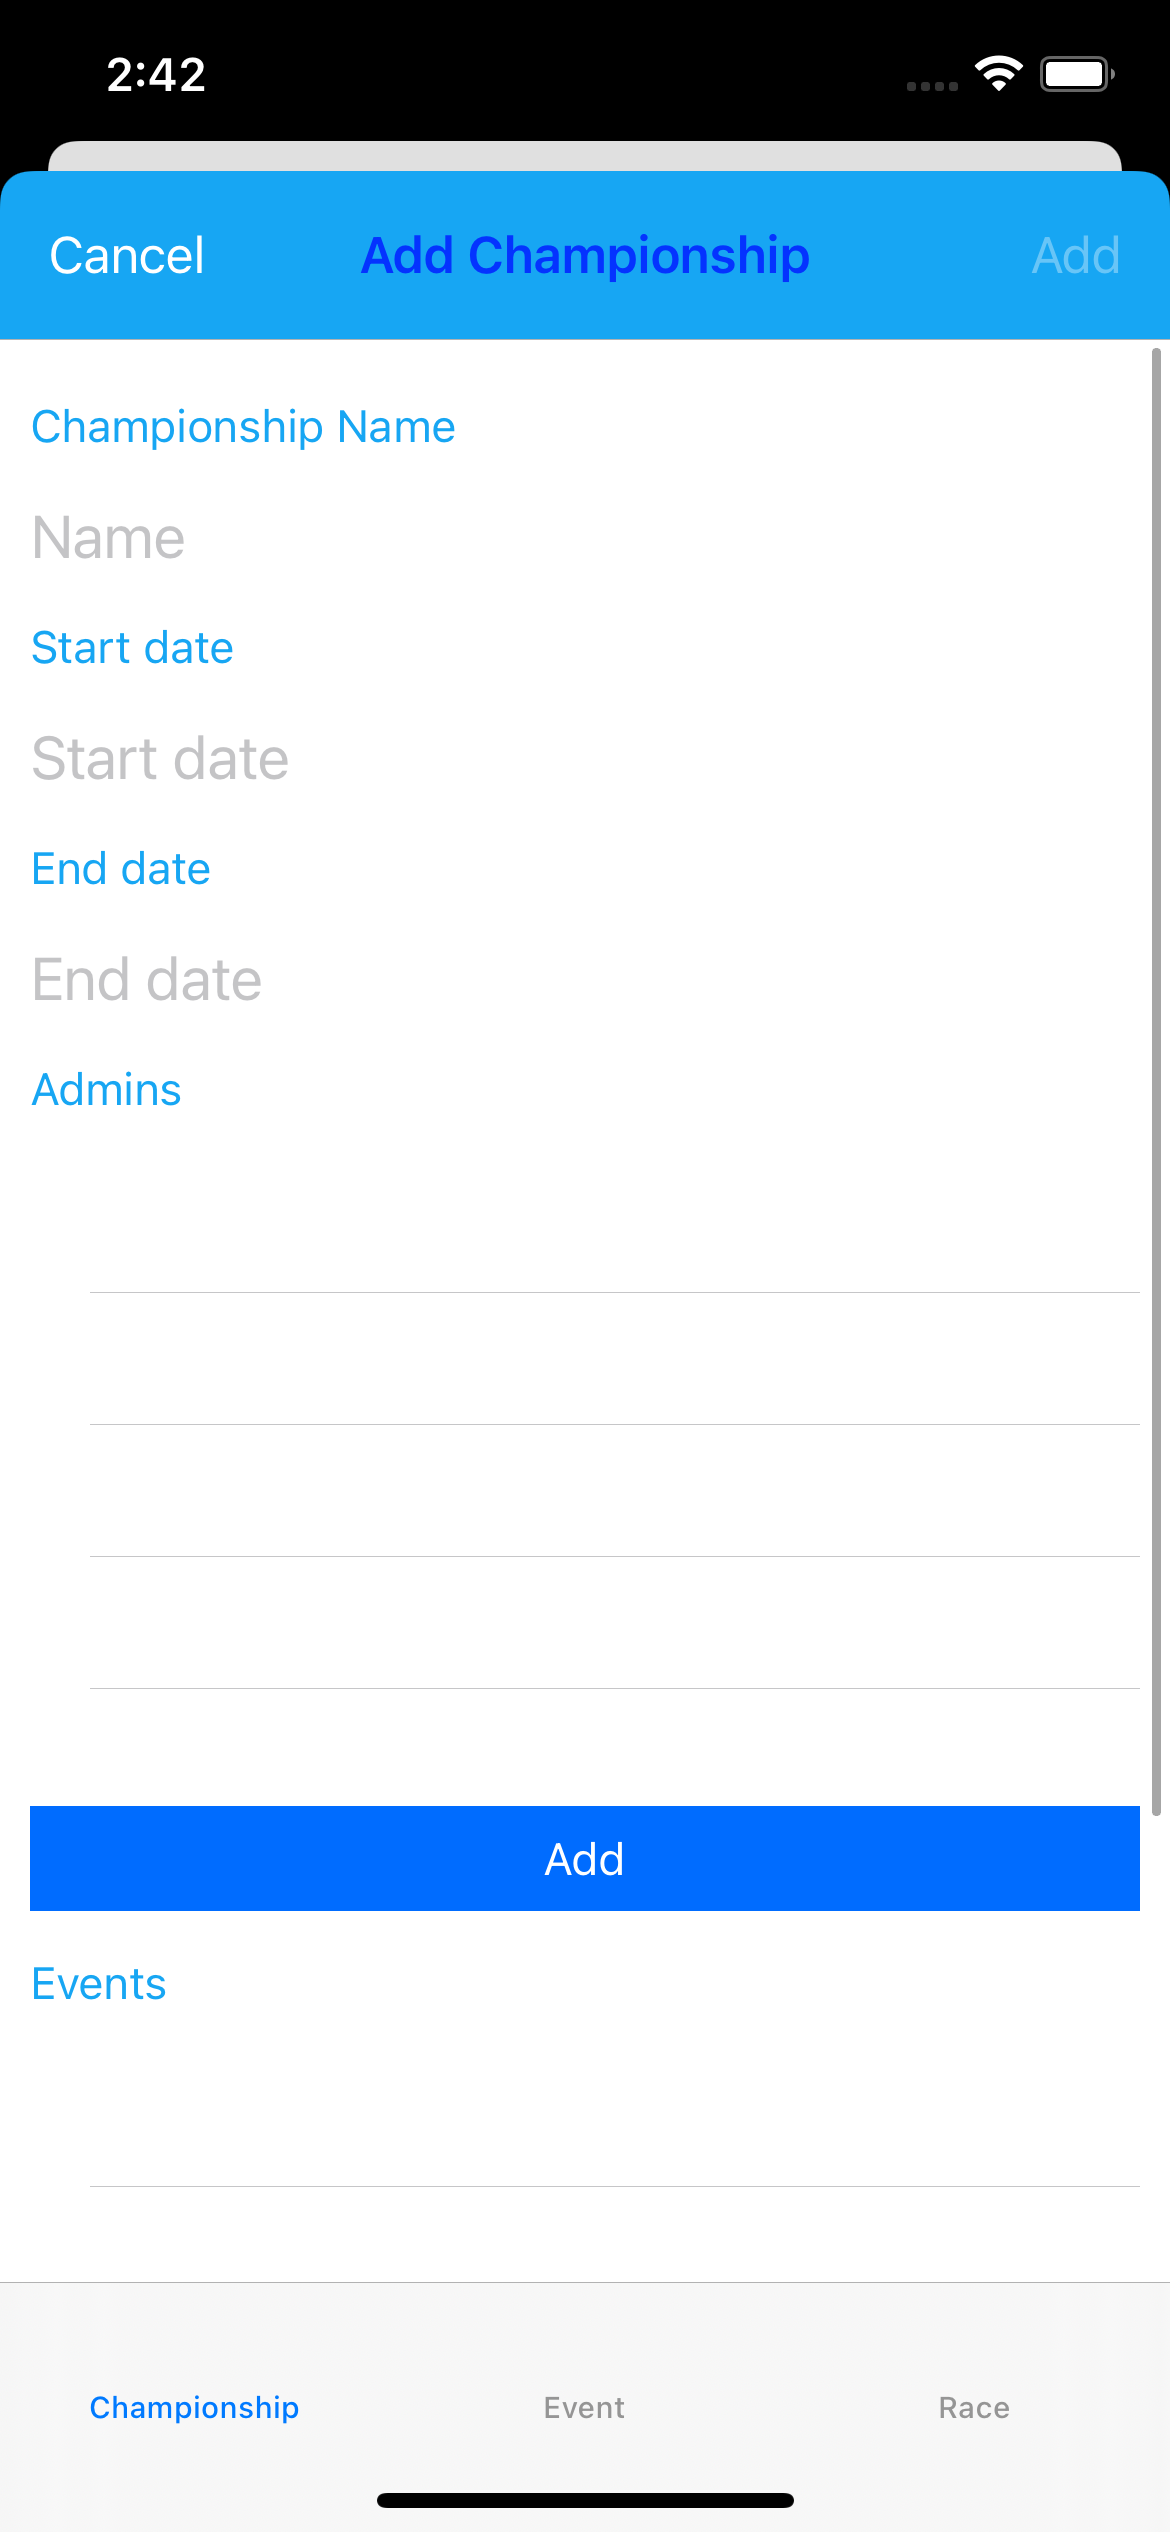 2:42
Cancel Add Championship Add
Championship Name
Name
Start date
Start date
End date
End date
Admins
Add
Events
Championship Event Race